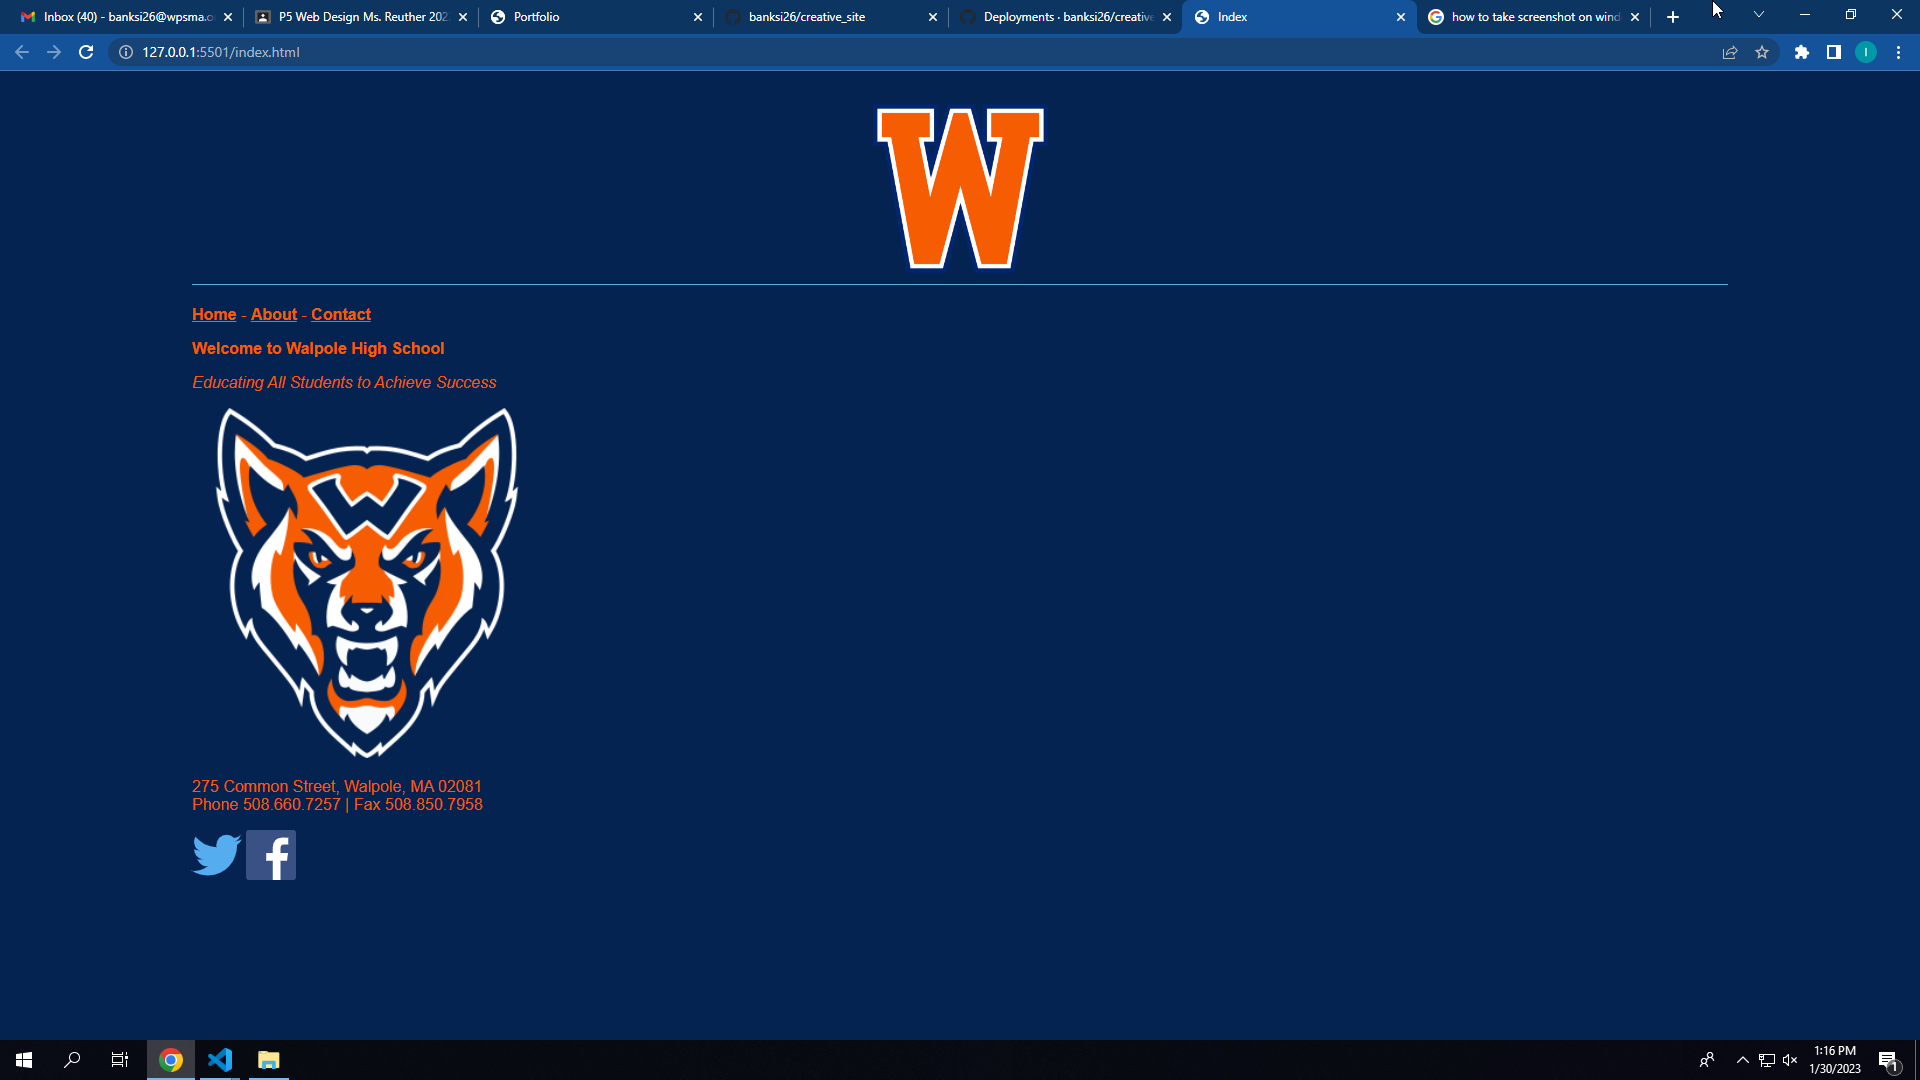 Inbox (40) - banksi26@wpsma.o
P5 Web Design Ms. Reuther 202
Portfolio
banksi26/creative_site
Deployments · banksi26/creative
Index
how to take screenshot on wind
127.0.0.1:5501/index.html
I
W
Home - About - Contact
Welcome to Walpole High School
Educating All Students to Achieve Success
275 Common Street, Walpole, MA 02081
Phone 508.660.7257 | Fax 508.850.7958
1:16 PM
1/30/2023
1